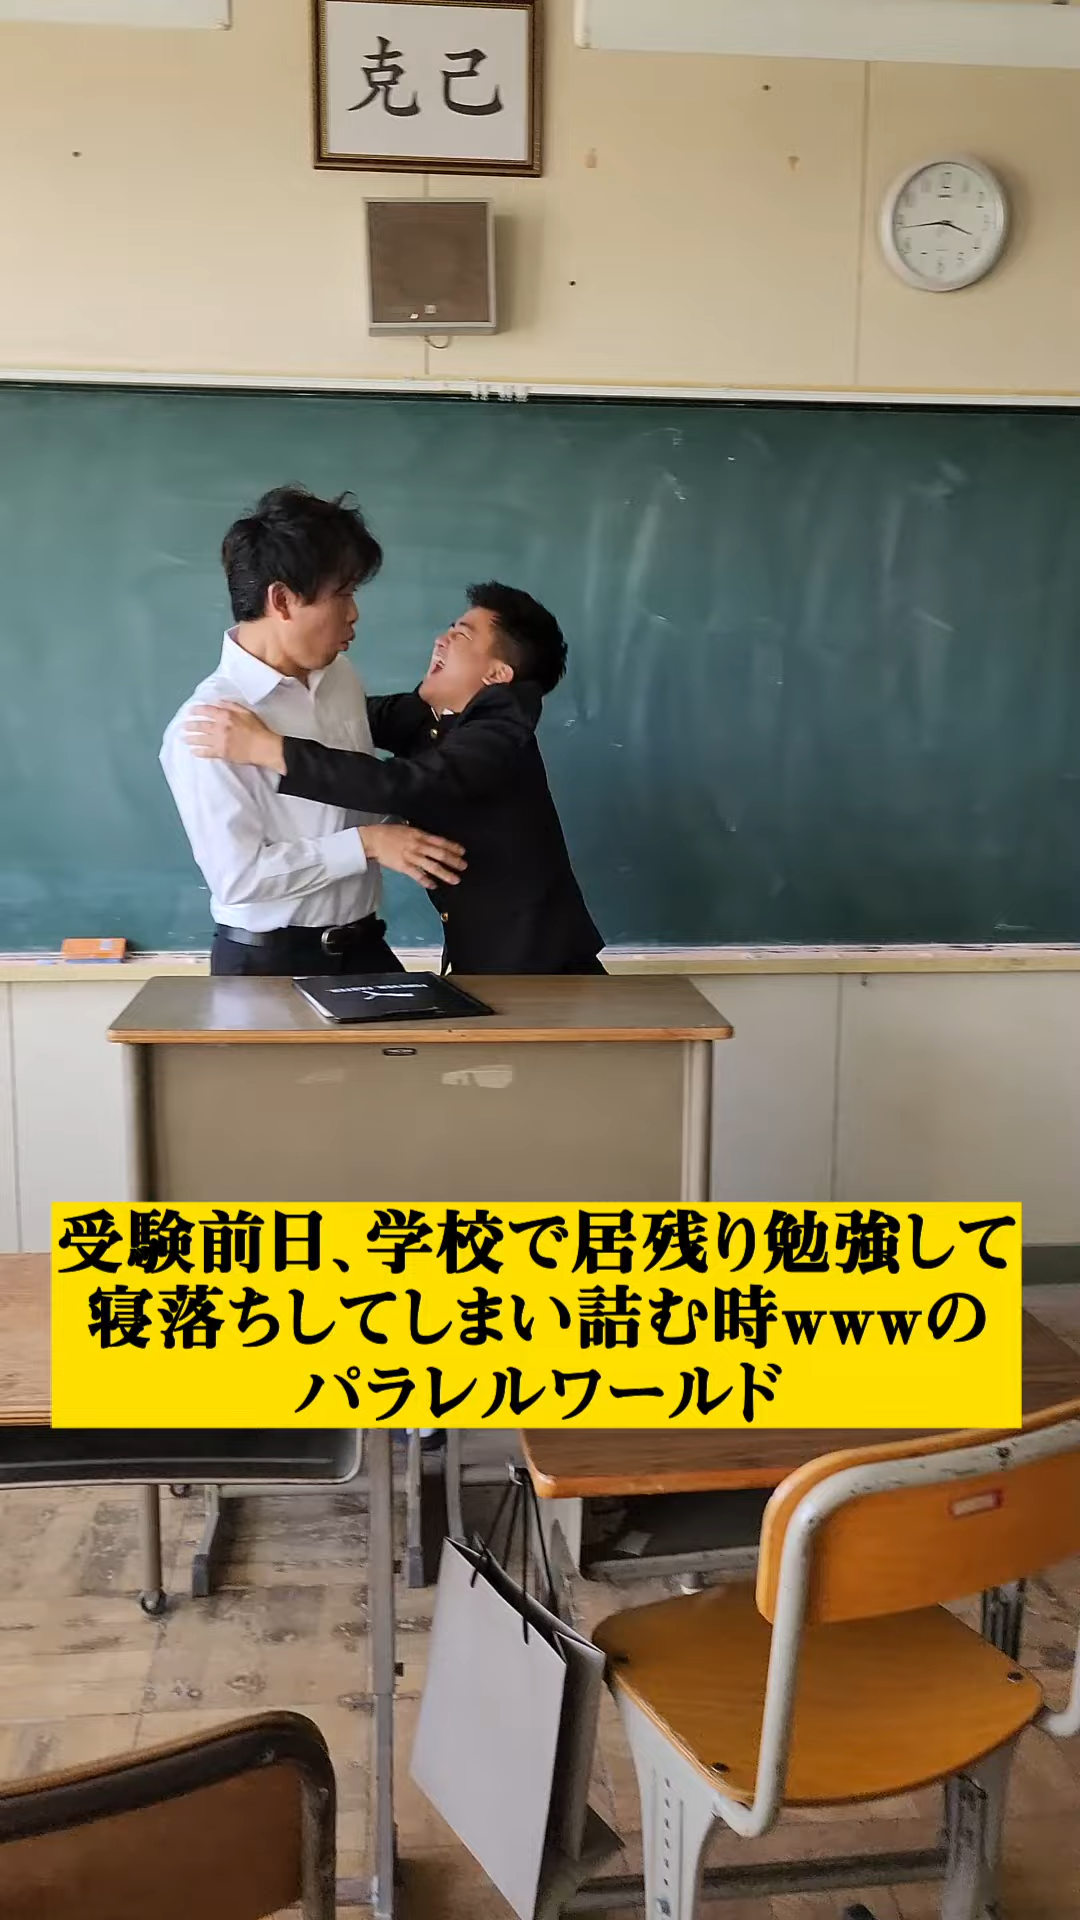 克己
受験前日、学校で居残り勉強して
寝落ちしてしまい詰む時wwwの
パラレルワールド